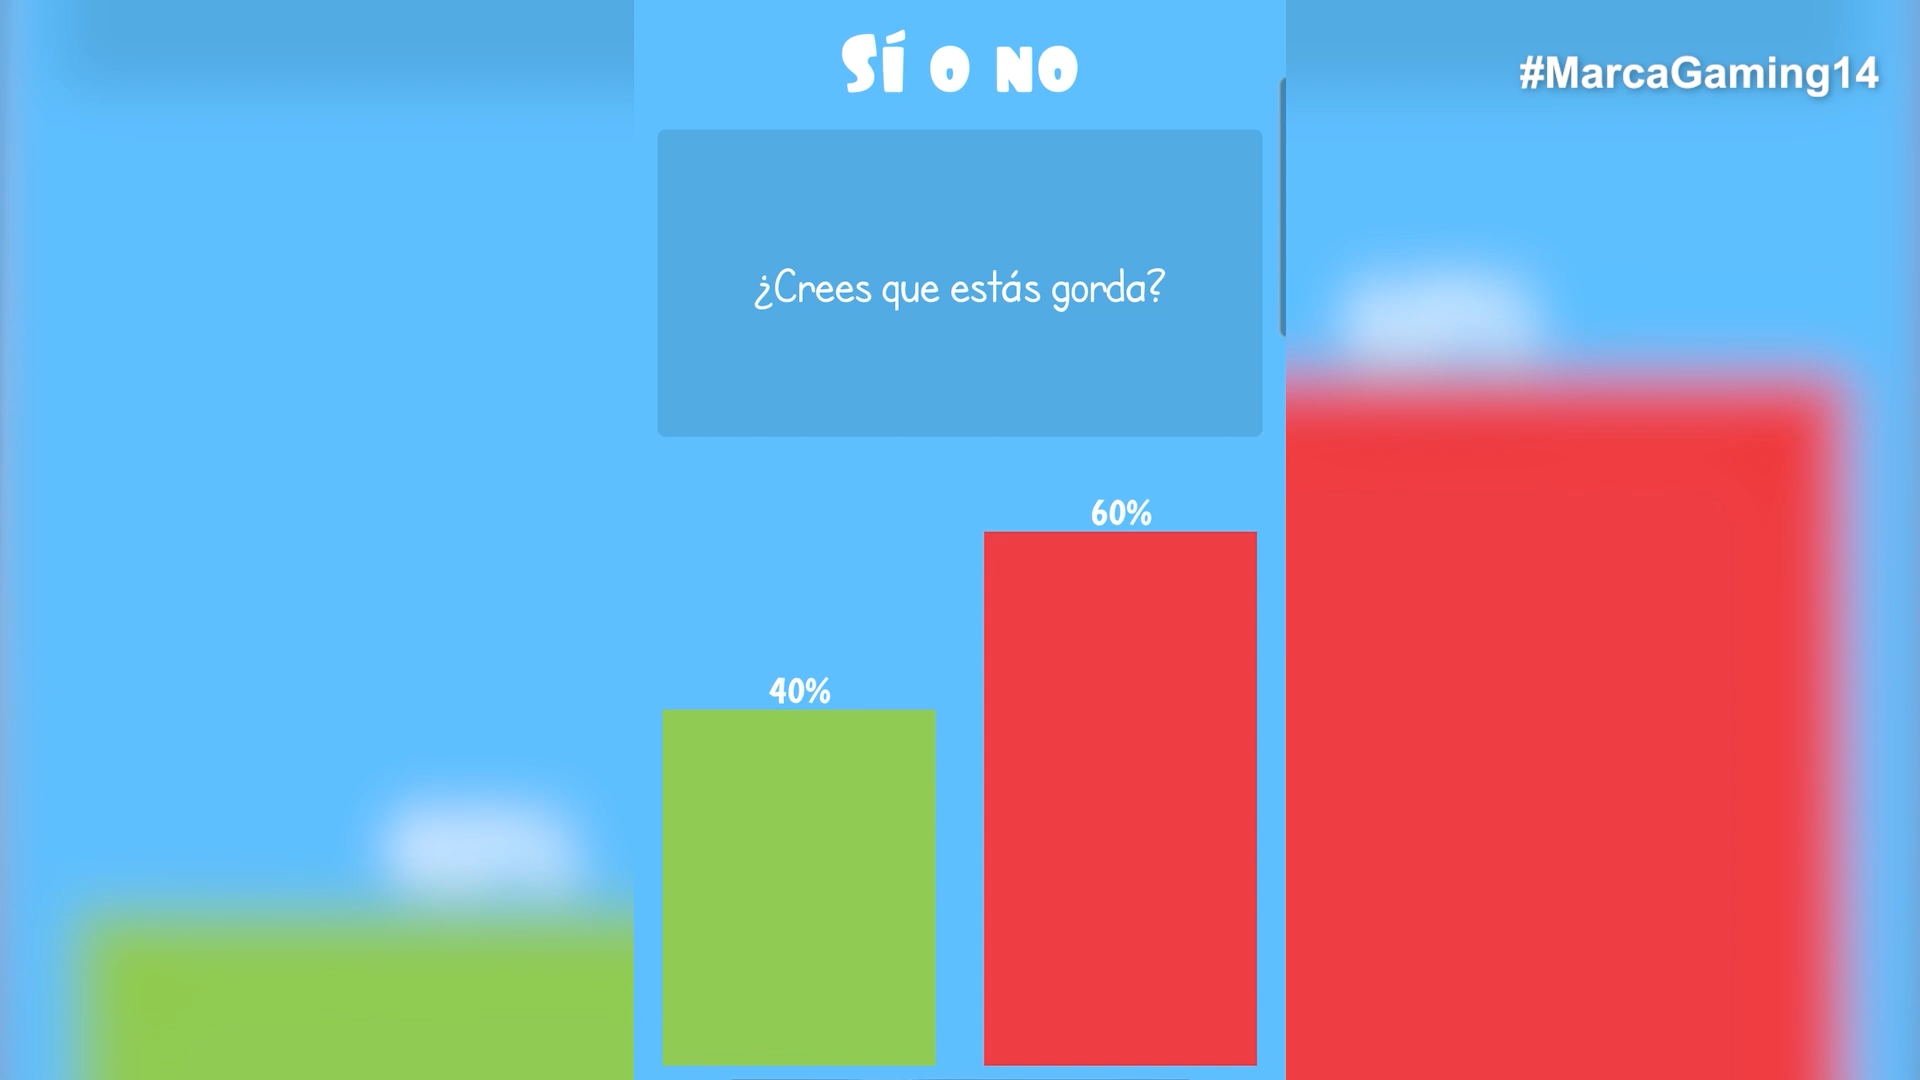 Sí o no
#MarcaGaming14
¿Crees que estás gorda?
60%
40%